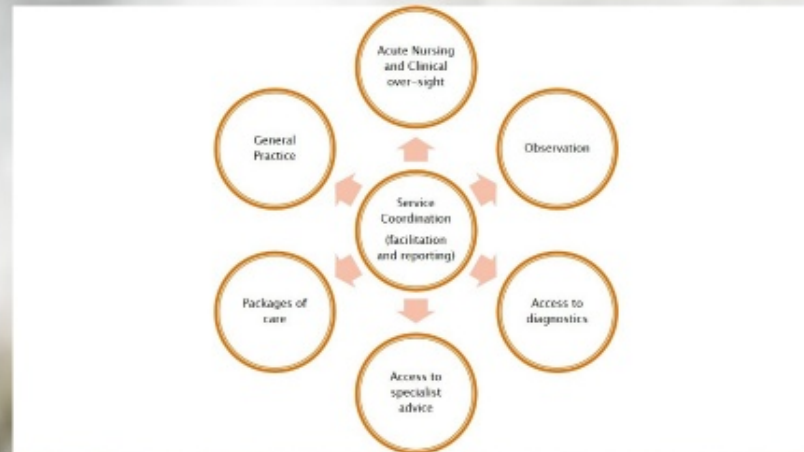 Acute Nursing
and Clinical
over-sight
General
Practice
Observation
Service
Coordination
(facilitation
and reporting)
Packages of
care
Access to
diagnostics
Access to
specialist
advice